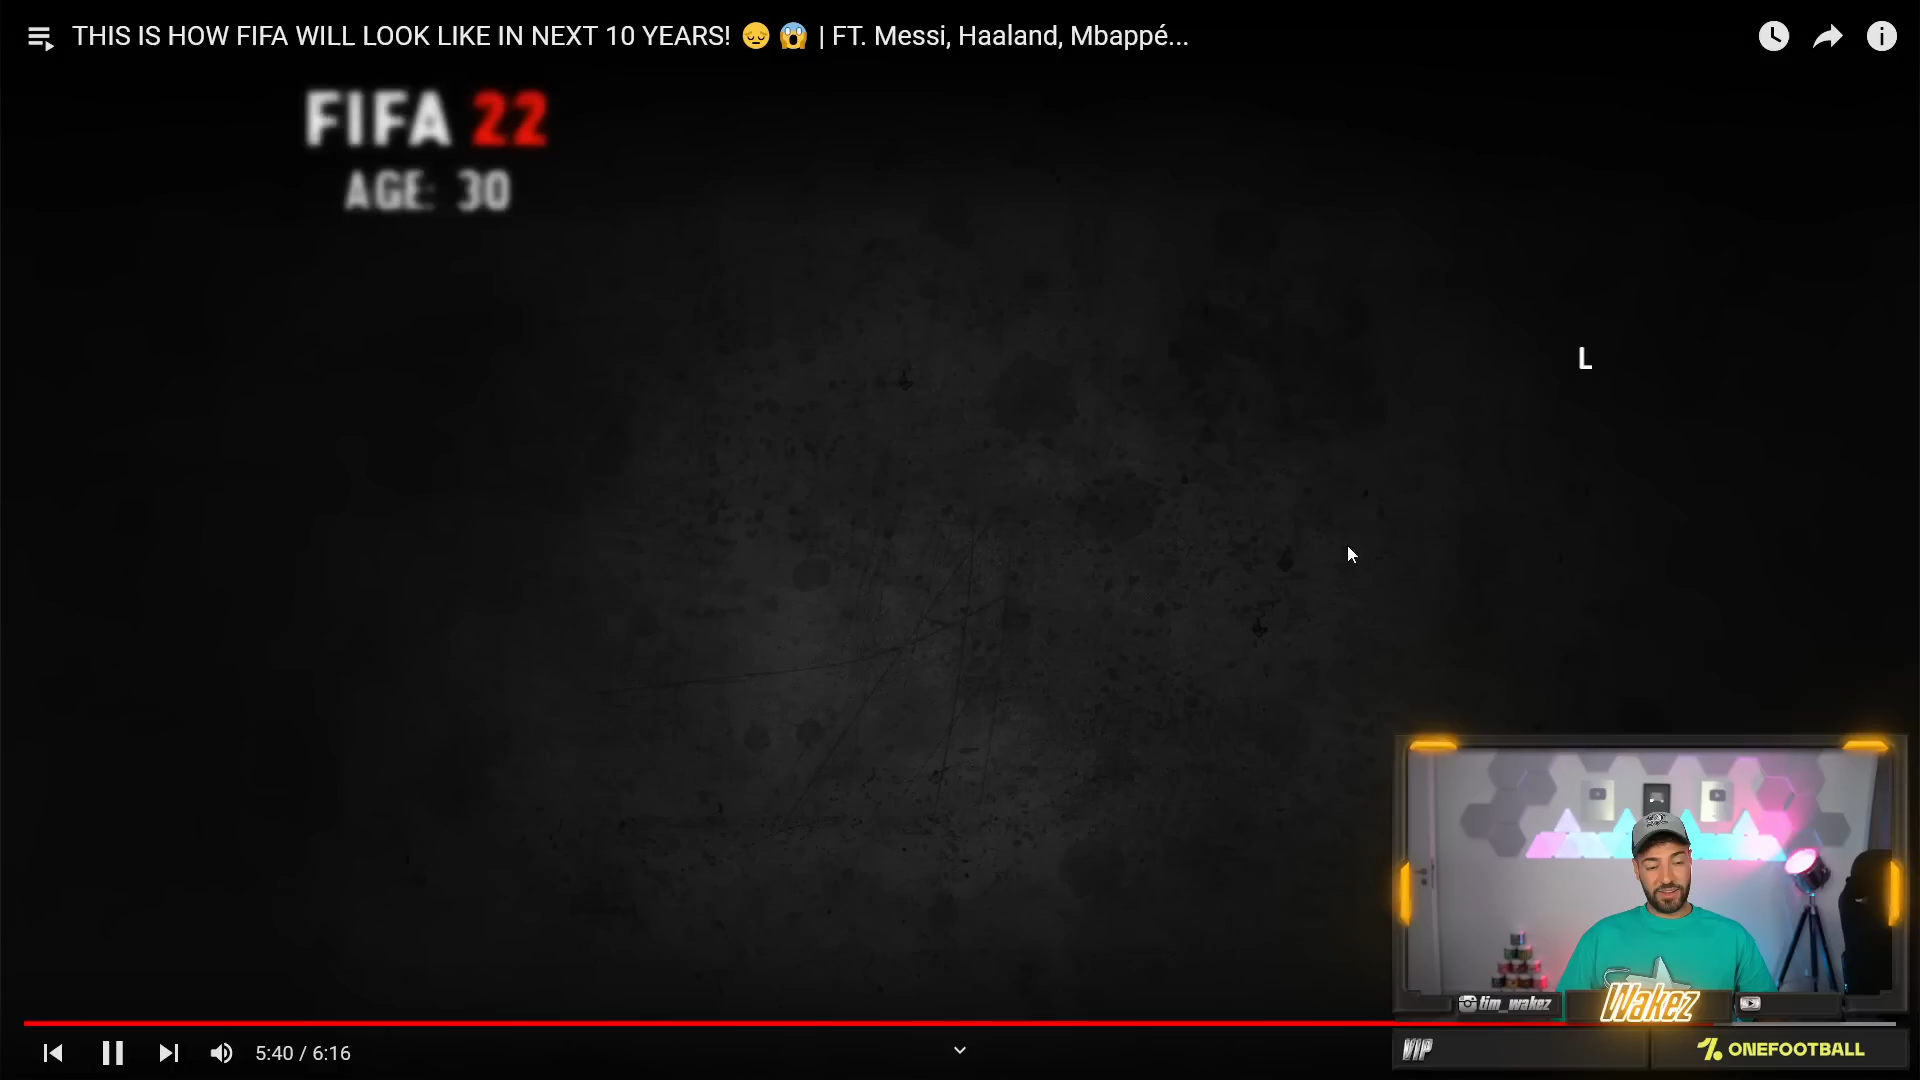 THIS IS HOW FIFA WILL LOOK LIKE IN NEXT 10 YEARS! 😔 😱 | FT. Messi, Haaland, Mbappé...
FIFA 22
AGE: 30
L
tim_wakez
Wakez
5:40 / 6:16
VIP
ONEFOOTBALL